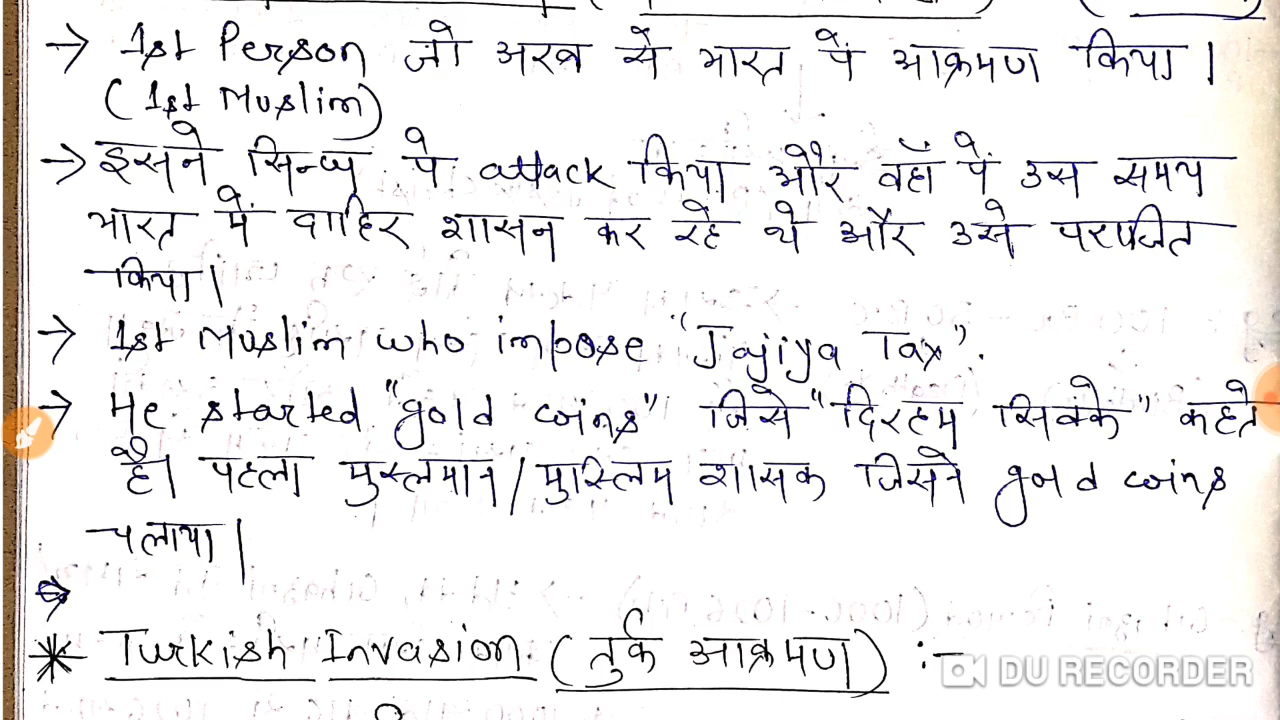 → 1st Person जो अरब से भारत पे आक्रमण किया।
(1st Muslim)
→ इसने सिन्ध पे attack किया और वहाँ पे उस समय
भारत में दाहिर शासन कर रहे थे और उसे पराजित
किया।
→ 1st Muslim who impose "Jajiya Tax".
→ He started "gold coins" जिसे "दिरहम सिक्के" कहते
है। पहला मुस्लमान/मुस्लिम शासक जिसने gold coins
चलाया।
→
* Turkish Invasion (तुर्क आक्रमण) :-
DU RECORDER